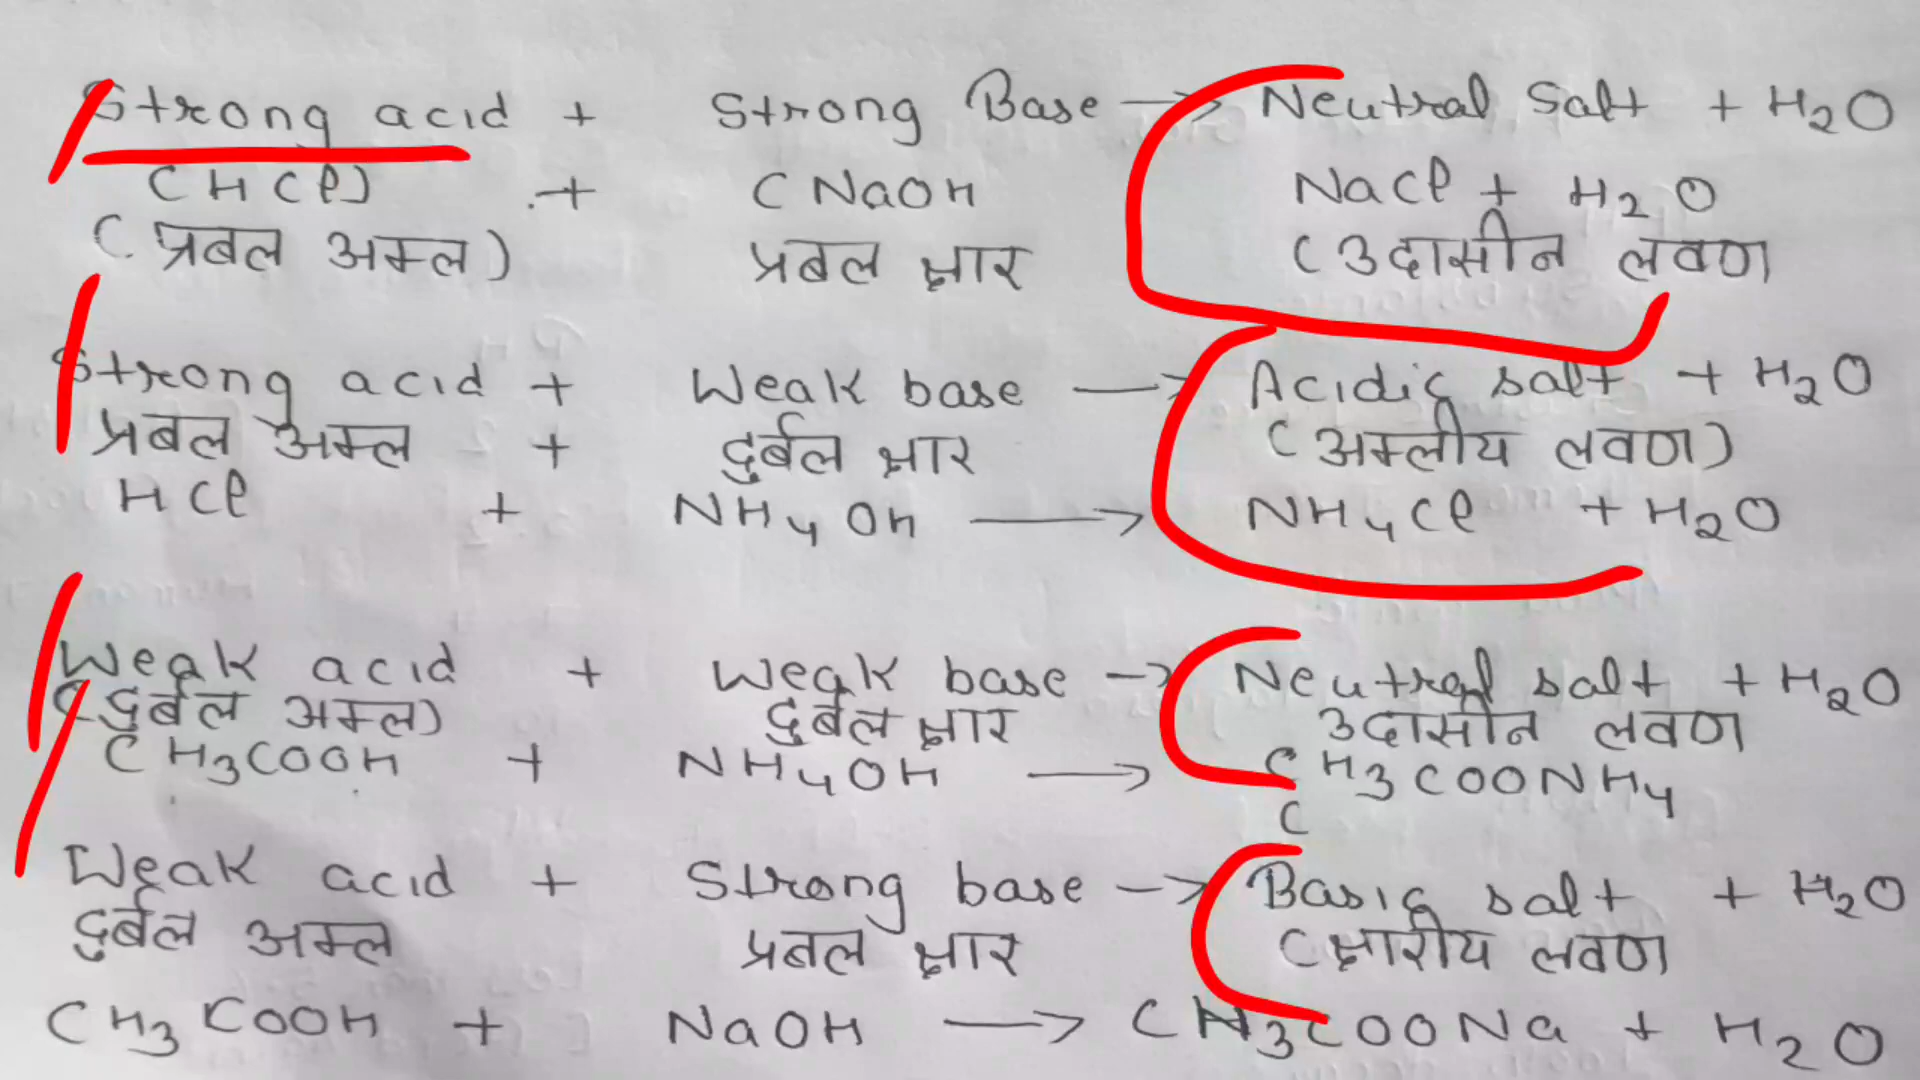 Strong acid + Strong Base → Neutral Salt + H2O
(HCl) + (NaOH NaCl + H2O
(प्रबल अम्ल) प्रबल क्षार (उदासीन लवण
Strong acid + Weak base → Acidic salt + H2O
प्रबल अम्ल + दुर्बल क्षार (अम्लीय लवण)
HCl + NH4OH → NH4Cl + H2O
Weak acid + Weak base → Neutral salt + H2O
(दुर्बल अम्ल) दुर्बल क्षार उदासीन लवण
CH3COOH + NH4OH → CH3COONH4
C
Weak acid + Strong base → Basic salt + H2O
दुर्बल अम्ल प्रबल क्षार (क्षारीय लवण
CH3COOH + NaOH → CH3COONa + H2O